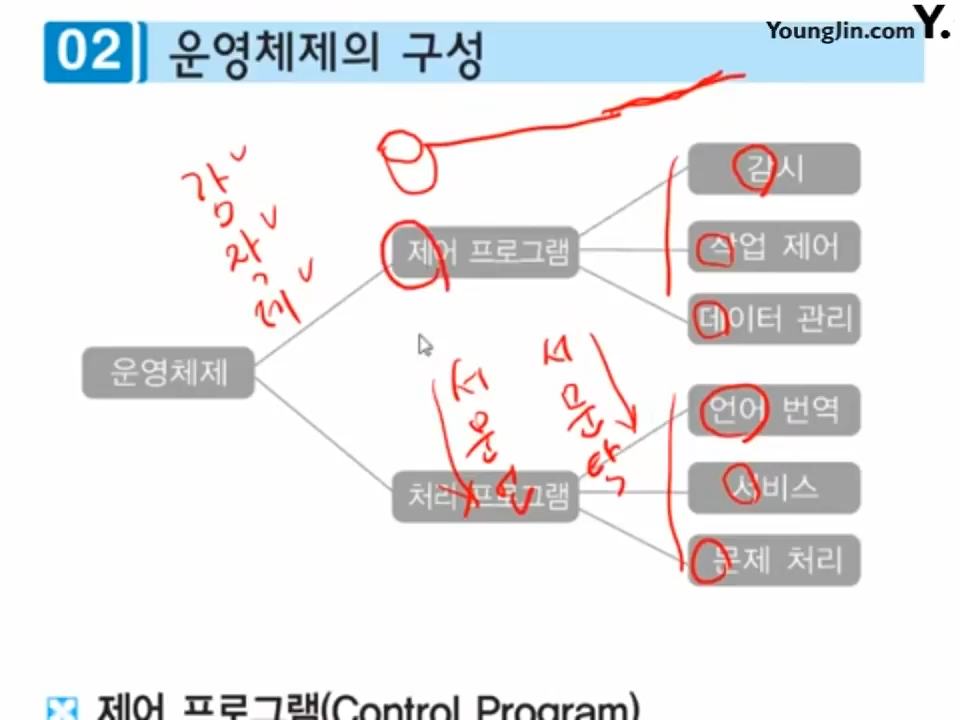 YoungJin.com Y.
02 운영체제의 구성
감
작
제
제어 프로그램
감시
작업 제어
데이터 관리
운영체제
서
문
서
문
처리 프로그램
언어 번역
서비스
문제 처리
제어 프로그램(Control Program)